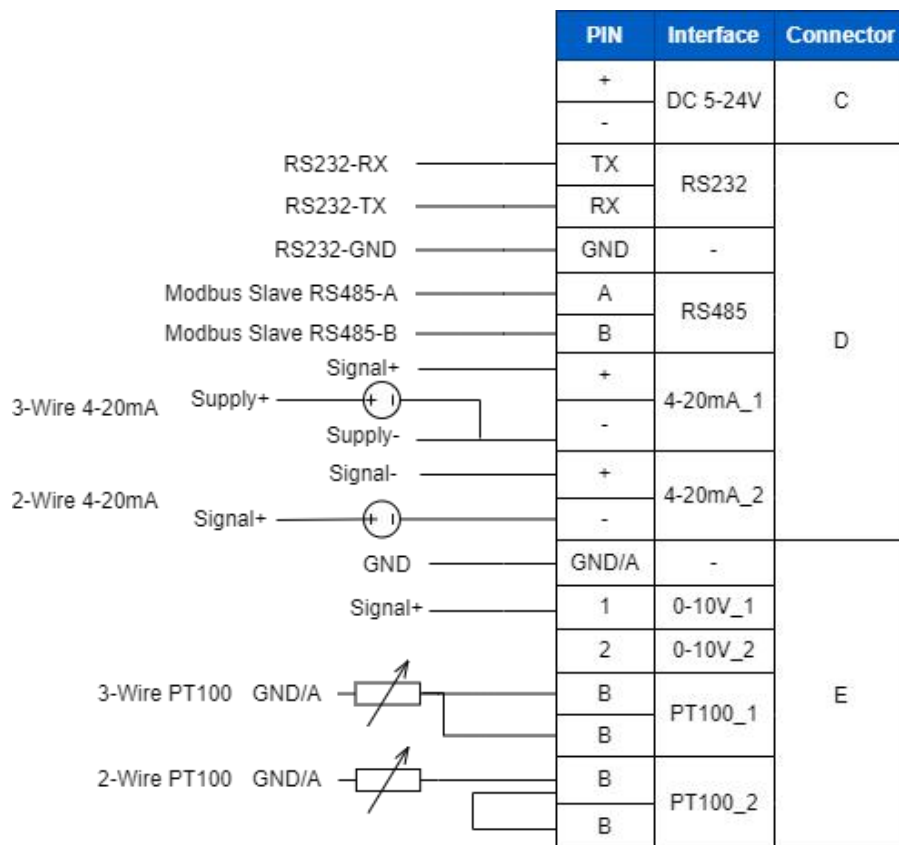 PIN Interface Connector
+ DC 5-24V C
-
RS232-RX TX RS232
RS232-TX RX
RS232-GND GND -
Modbus Slave RS485-A A RS485
Modbus Slave RS485-B B D
Signal+ + 4-20mA_1
3-Wire 4-20mA Supply+ + -
Supply- -
Signal- + 4-20mA_2
2-Wire 4-20mA Signal+ + - -
GND GND/A -
Signal+ 1 0-10V_1
2 0-10V_2
3-Wire PT100 GND/A B PT100_1 E
B
2-Wire PT100 GND/A B PT100_2
B